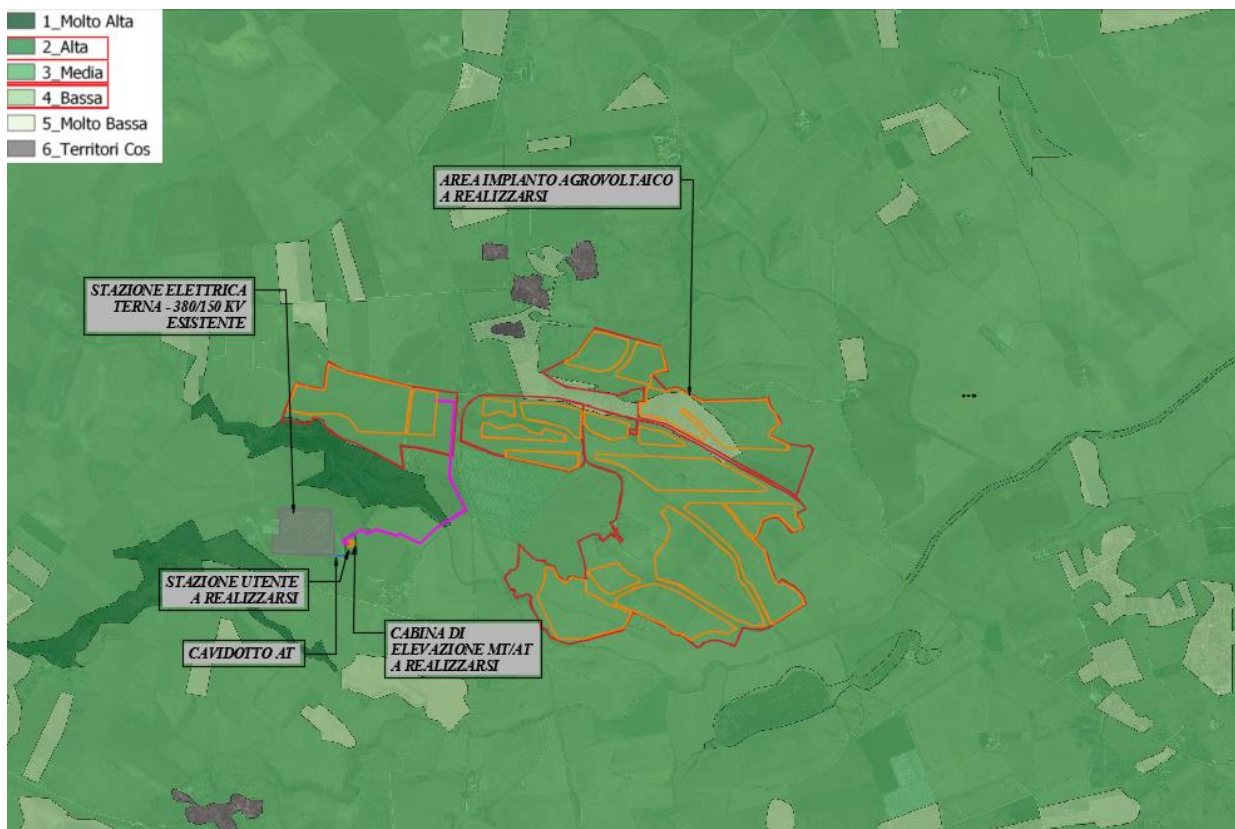 1_Molto Alta
2_Alta
3_Media
4_Bassa
5_Molto Bassa
6_Territori Cos
AREA IMPIANTO AGROVOLTAICO
A REALIZZARSI
STAZIONE ELETTRICA
TERNA - 380/150 KV
ESISTENTE
STAZIONE UTENTE
A REALIZZARSI
CAVIDOTTO AT
CABINA DI
ELEVAZIONE MT/AT
A REALIZZARSI